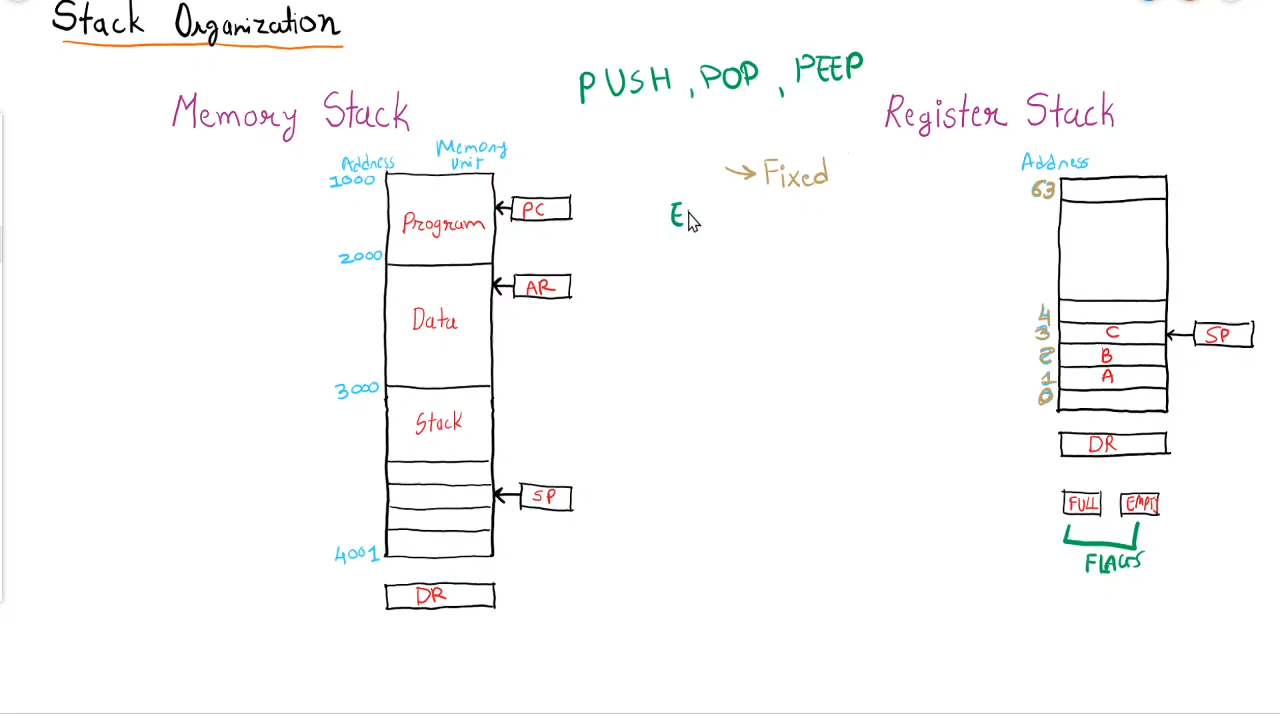 Stack Organization
PUSH, POP, PEEP
Memory Stack
Register Stack
Address
Memory unit
1000
Program
PC
2000
AR
Data
3000
Stack
SP
4001
DR
→ Fixed
E
Address
63
4
3
C
SP
2
B
1
A
0
DR
FULL
EMPTY
FLAGS